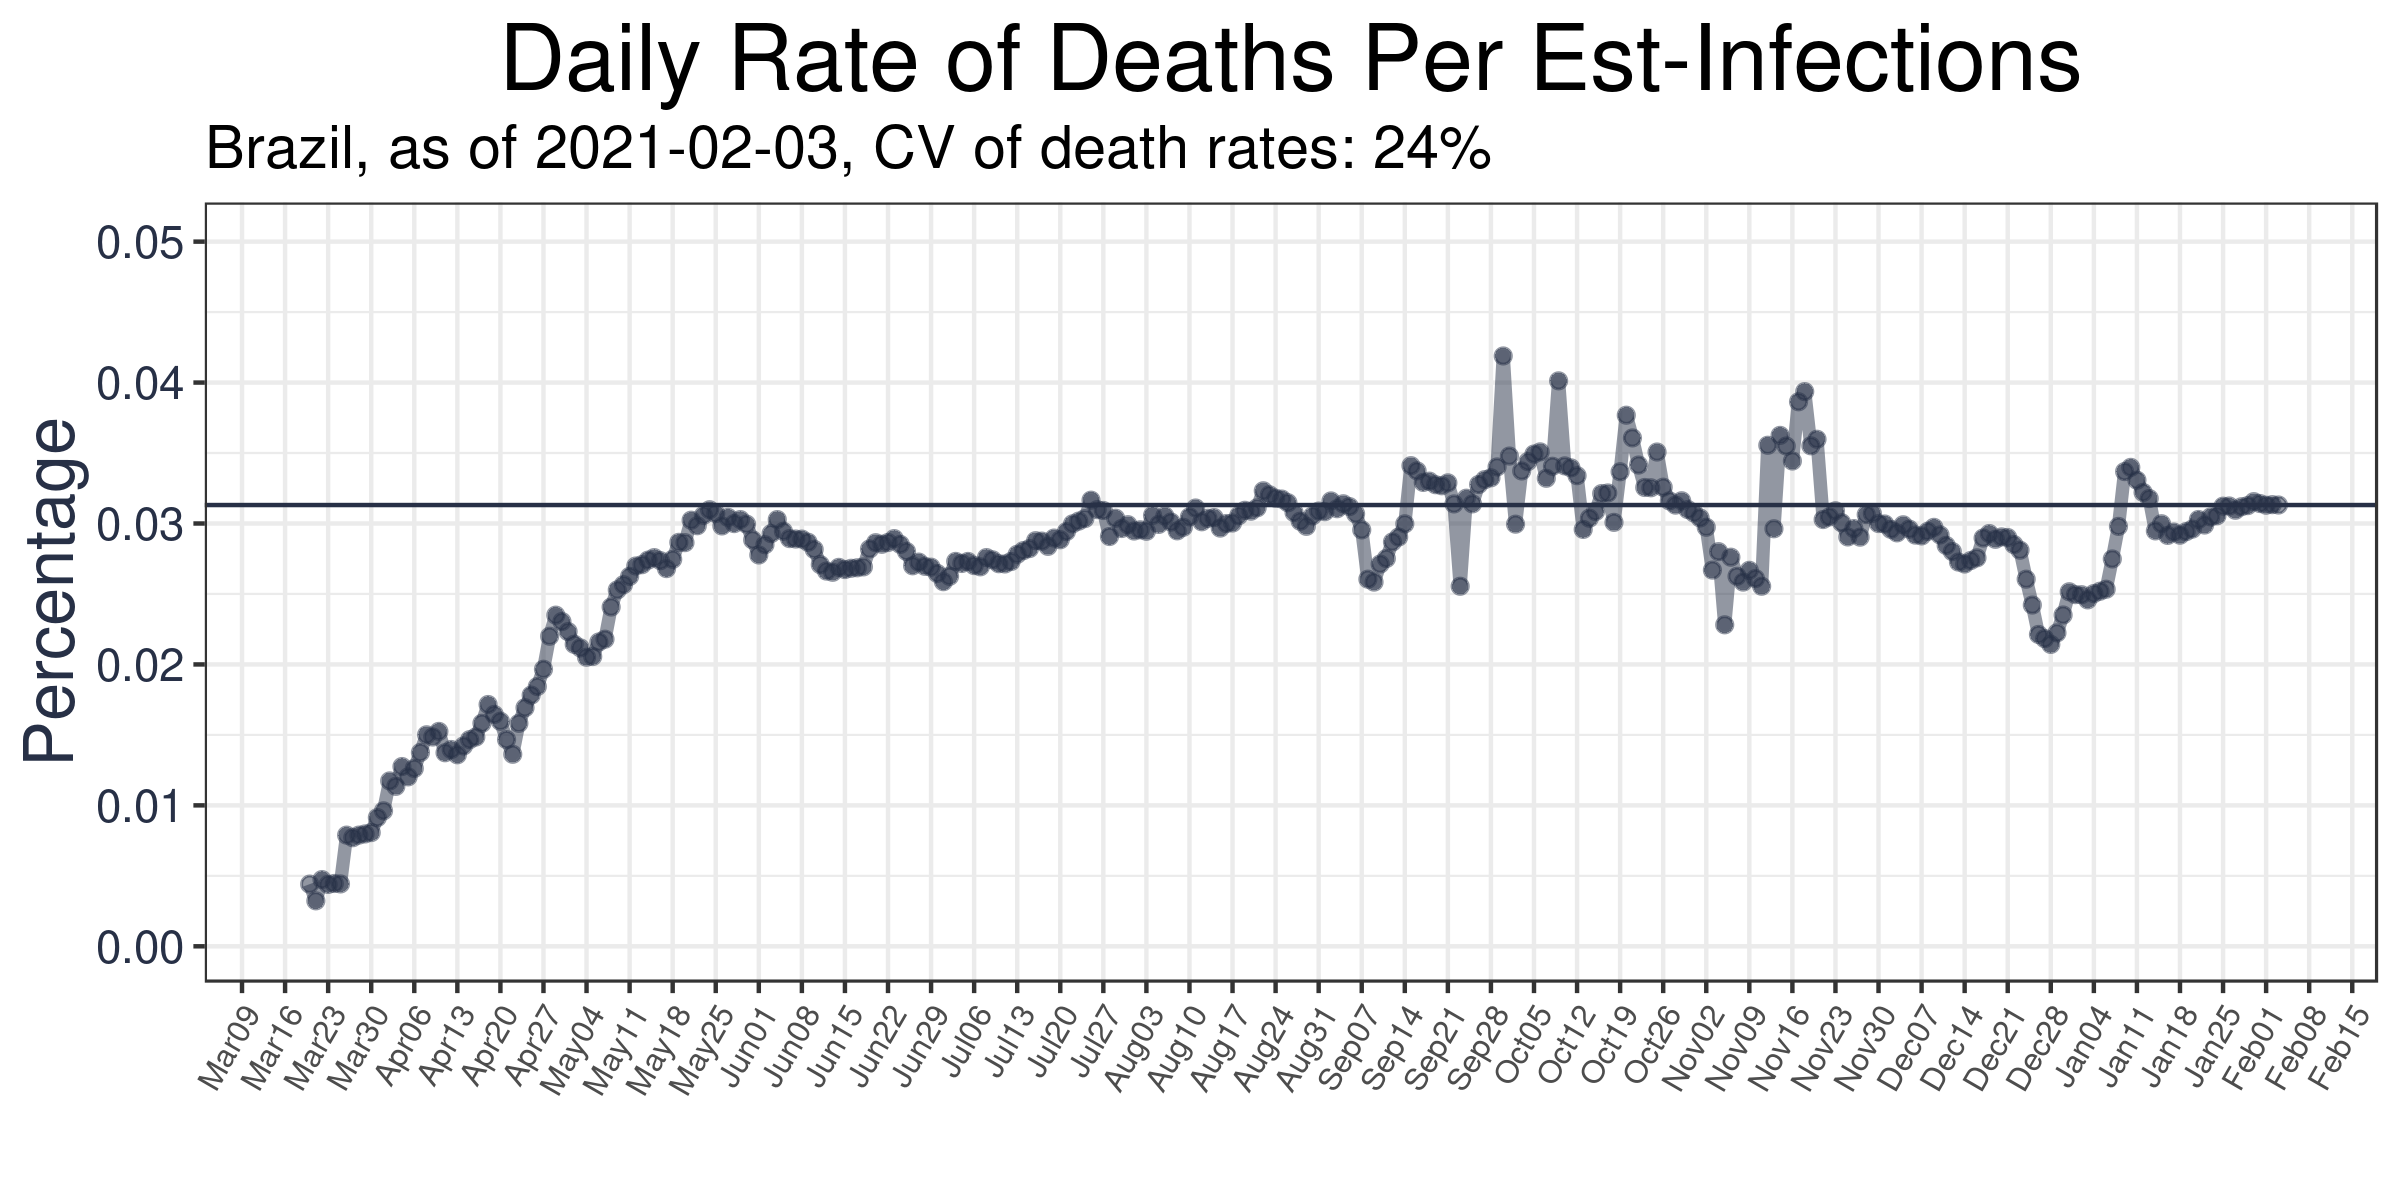 Daily Rate of Deaths Per Est-Infections
Brazil, as of 2021-02-03, CV of death rates: 24%
Percentage
0.05
0.04
0.03
0.02
0.01
0.00
Mar09
Mar16
Mar23
Mar30
Apr06
Apr13
Apr20
Apr27
May04
May11
May18
May25
Jun01
Jun08
Jun15
Jun22
Jun29
Jul06
Jul13
Jul20
Jul27
Aug03
Aug10
Aug17
Aug24
Aug31
Sep07
Sep14
Sep21
Sep28
Oct05
Oct12
Oct19
Oct26
Nov02
Nov09
Nov16
Nov23
Nov30
Dec07
Dec14
Dec21
Dec28
Jan04
Jan11
Jan18
Jan25
Feb01
Feb08
Feb15